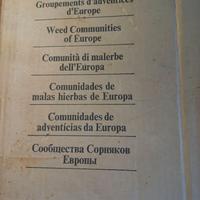 Groupements d'adventices
d'Europe
Weed Communities
of Europe
Comunità di malerbe
dell'Europa
Comunidades de
malas hierbas de Europa
Comunidades de
adventícias da Europa
Сообщества Сорняков
Европы